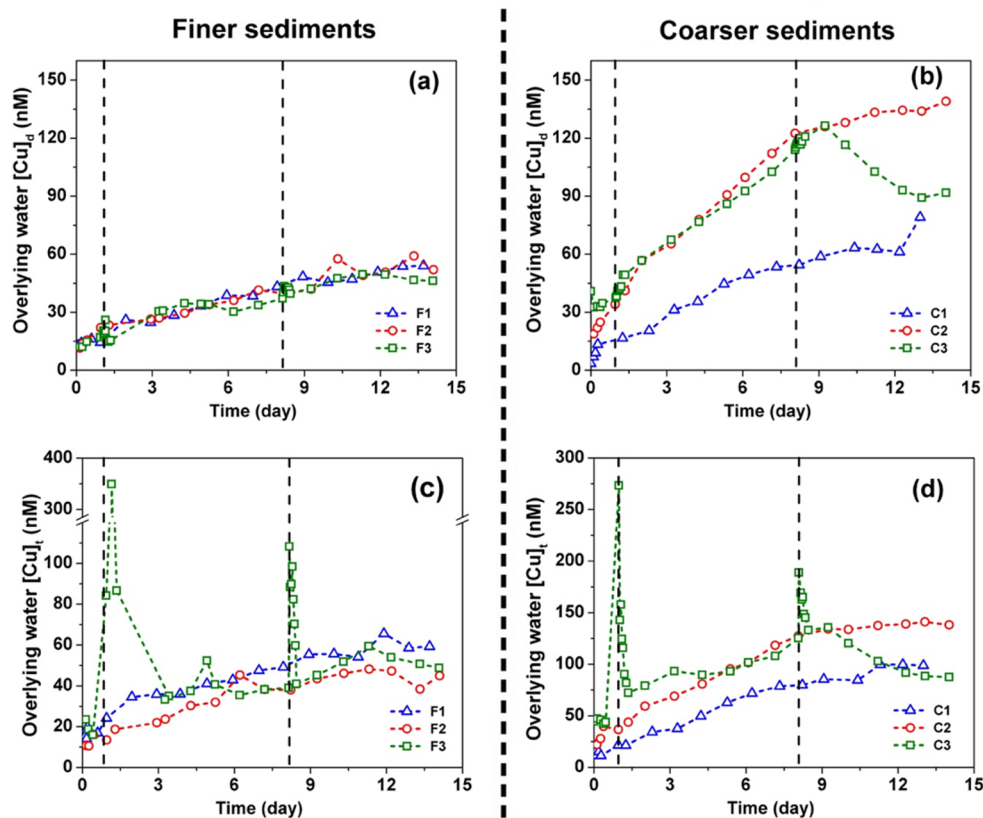 Finer sediments
Coarser sediments
Overlying water [Cu]d (nM)
150
120
90
60
30
0
(a)
F1
F2
F3
0 3 6 9 12 15
Time (day)
Overlying water [Cu]d (nM)
150
120
90
60
30
0
(b)
C1
C2
C3
0 3 6 9 12 15
Time (day)
Overlying water [Cu]t (nM)
400
350
100
80
60
40
20
0
(c)
F1
F2
F3
0 3 6 9 12 15
Time (day)
Overlying water [Cu]t (nM)
300
250
200
150
100
50
0
(d)
C1
C2
C3
0 3 6 9 12 15
Time (day)